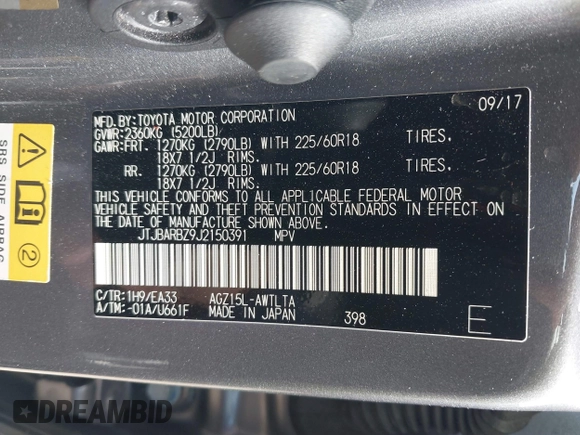 09/17
MFD.BY:TOYOTA MOTOR CORPORATION
GVWR:2360KG (5200LB)
GAWR:FRT. 1270KG (2790LB) WITH 225/60R18 TIRES.
18X7 1/2J RIMS.
RR. 1270KG (2790LB) WITH 225/60R18 TIRES.
18X7 1/2J RIMS.
THIS VEHICLE CONFORMS TO ALL APPLICABLE FEDERAL MOTOR
VEHICLE SAFETY AND THEFT PREVENTION STANDARDS IN EFFECT ON
THE DATE OF MANUFACTURE SHOWN ABOVE.
JTJBARBZ9J2150391 MPV
C/TR:1H9/EA33 AGZ15L-AWTLTA
A/TM:-01A/U661F MADE IN JAPAN 398 E
SRS SIDE AIRBAG
2
DREAMBID